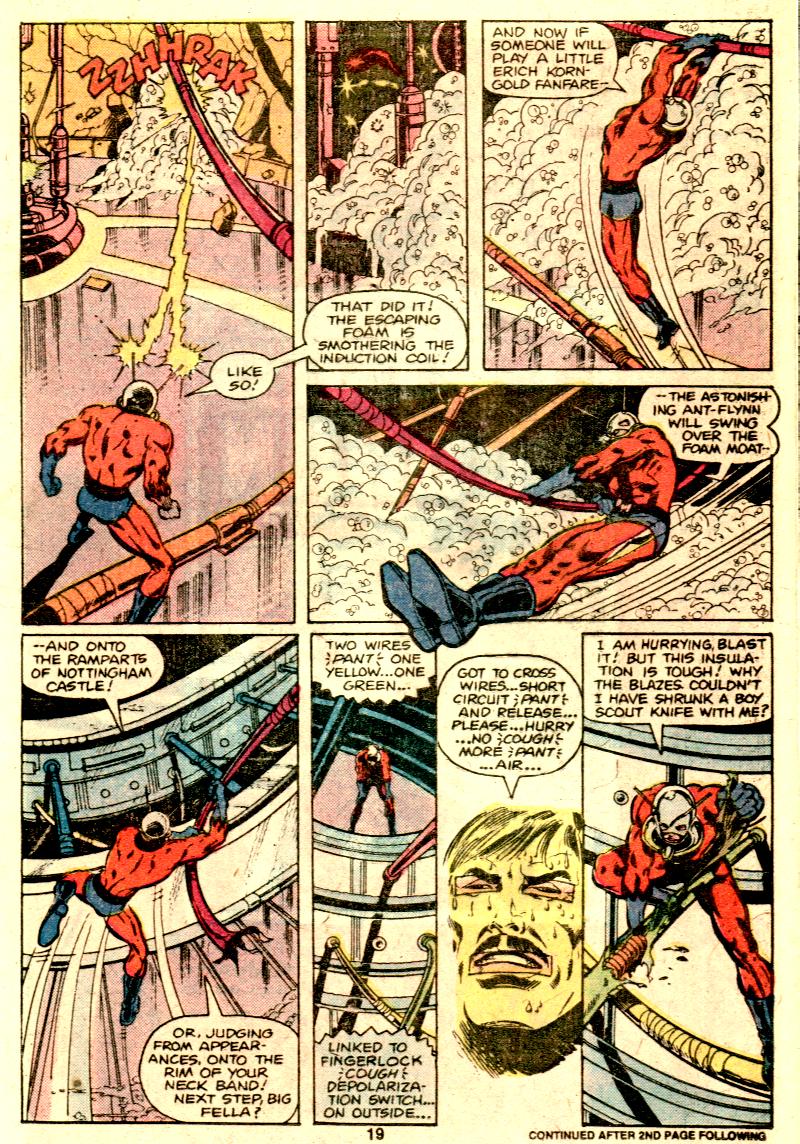 ZZHHRAK
LIKE
SO!
THAT DID IT!
THE ESCAPING
FOAM IS
SMOTHERING THE
INDUCTION COIL!
AND NOW IF
SOMEONE WILL
PLAY A LITTLE
ERICH KORN-
GOLD FANFARE--
--THE ASTONISH-
ING ANT-FLYNN
WILL SWING
OVER THE
FOAM MOAT--
--AND ONTO
THE RAMPARTS
OF NOTTINGHAM
CASTLE!
OR, JUDGING
FROM APPEAR-
ANCES, ONTO THE
RIM OF YOUR
NECK BAND!
NEXT STEP, BIG
FELLA?
TWO WIRES
PANT ONE
YELLOW...ONE
GREEN...
LINKED TO
FINGERLOCK
COUGH
DEPOLARIZA-
TION SWITCH...
ON OUTSIDE...
GOT TO CROSS
WIRES...SHORT
CIRCUIT PANT
AND RELEASE...
PLEASE...HURRY
...NO COUGH
MORE PANT
...AIR...
I AM HURRYING, BLAST
IT! BUT THIS INSULA-
TION IS TOUGH! WHY
THE BLAZES COULDN'T
I HAVE SHRUNK A BOY
SCOUT KNIFE WITH ME?
19
CONTINUED AFTER 2ND PAGE FOLLOWING